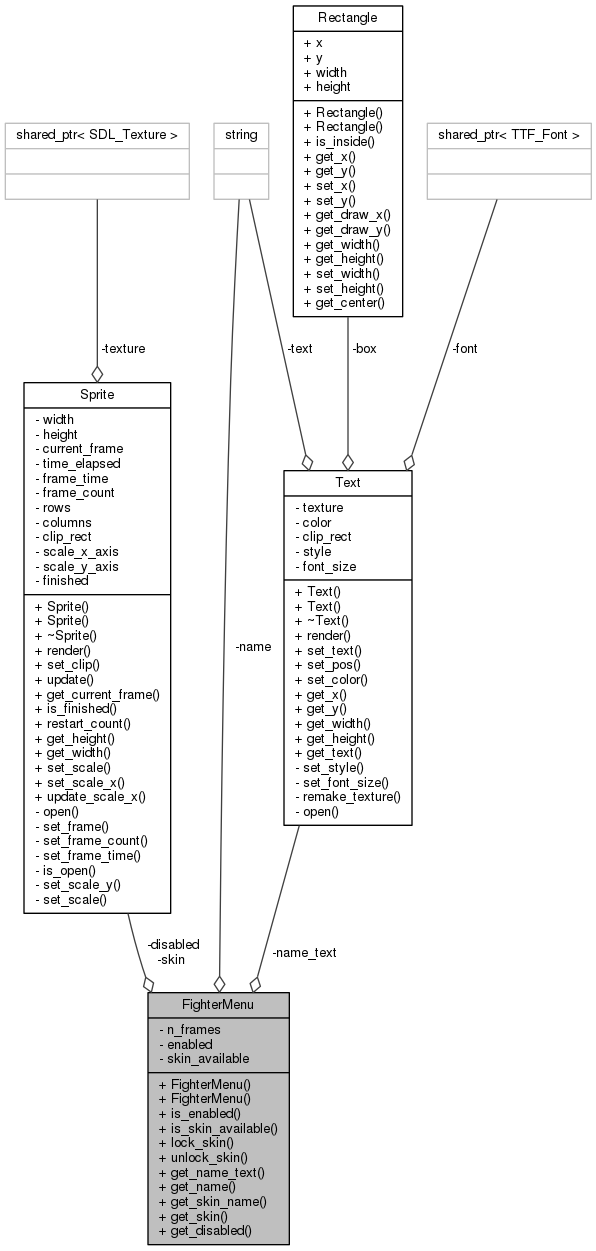 Rectangle
+ x
+ y
+ width
+ height
+ Rectangle()
+ Rectangle()
+ is_inside()
+ get_x()
+ get_y()
+ set_x()
+ set_y()
+ get_draw_x()
+ get_draw_y()
+ get_width()
+ get_height()
+ set_width()
+ set_height()
+ get_center()
shared_ptr< SDL_Texture >
string
shared_ptr< TTF_Font >
-texture
-text
-box
-font
Sprite
- width
- height
- current_frame
- time_elapsed
- frame_time
- frame_count
- rows
- columns
- clip_rect
- scale_x_axis
- scale_y_axis
- finished
+ Sprite()
+ Sprite()
+ ~Sprite()
+ render()
+ set_clip()
+ update()
+ get_current_frame()
+ is_finished()
+ restart_count()
+ get_height()
+ get_width()
+ set_scale()
+ set_scale_x()
+ update_scale_x()
- open()
- set_frame()
- set_frame_count()
- set_frame_time()
- is_open()
- set_scale_y()
- set_scale()
Text
- texture
- color
- clip_rect
- style
- font_size
+ Text()
+ Text()
+ ~Text()
+ render()
+ set_text()
+ set_pos()
+ set_color()
+ get_x()
+ get_y()
+ get_width()
+ get_height()
+ get_text()
- set_style()
- set_font_size()
- remake_texture()
- open()
-name
-disabled
-skin
-name_text
FighterMenu
- n_frames
- enabled
- skin_available
+ FighterMenu()
+ FighterMenu()
+ is_enabled()
+ is_skin_available()
+ lock_skin()
+ unlock_skin()
+ get_name_text()
+ get_name()
+ get_skin_name()
+ get_skin()
+ get_disabled()